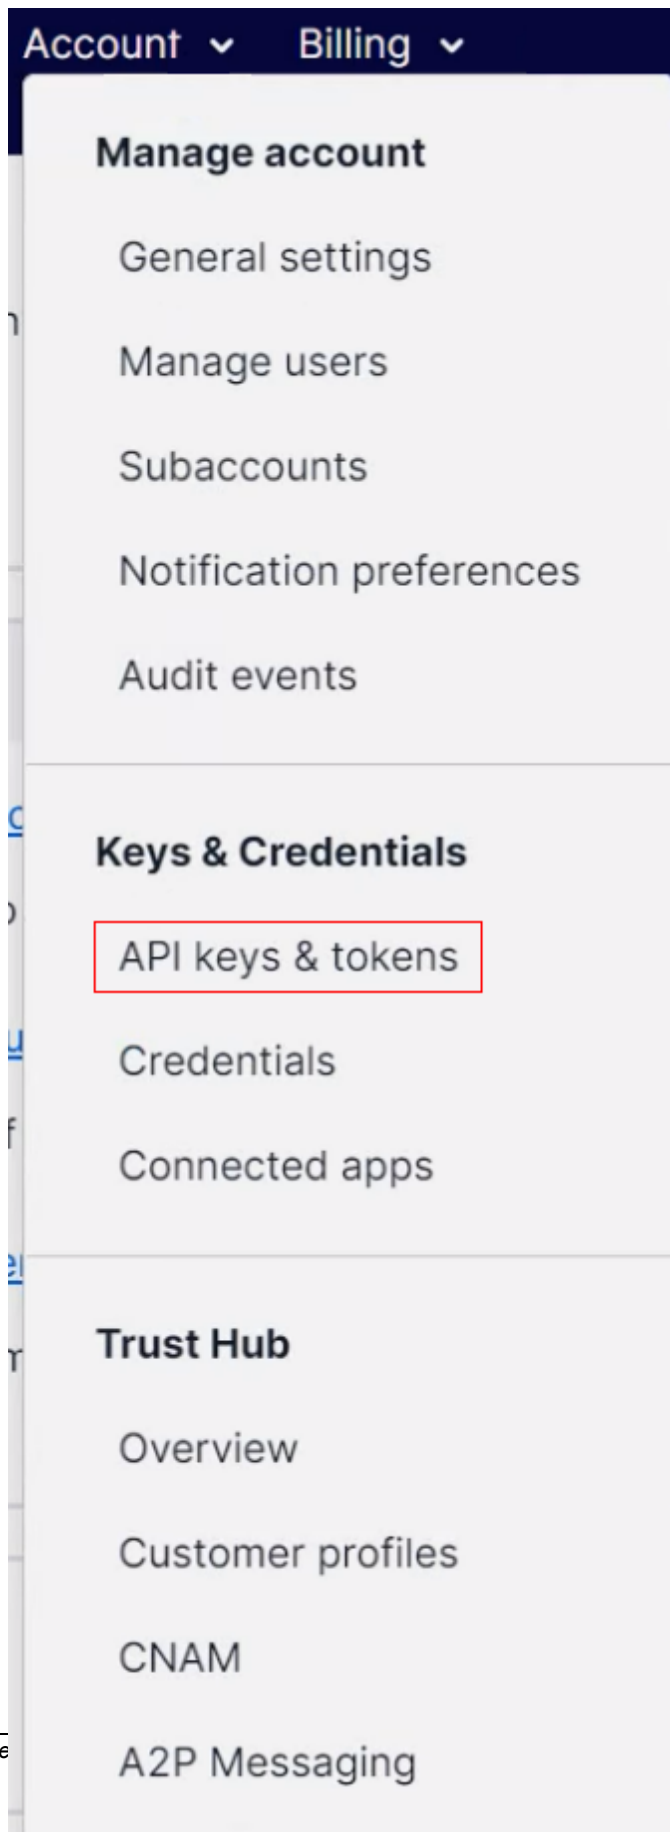 Account Billing
Manage account
General settings
Manage users
Subaccounts
Notification preferences
Audit events
Keys & Credentials
API keys & tokens
Credentials
Connected apps
Trust Hub
Overview
Customer profiles
CNAM
A2P Messaging